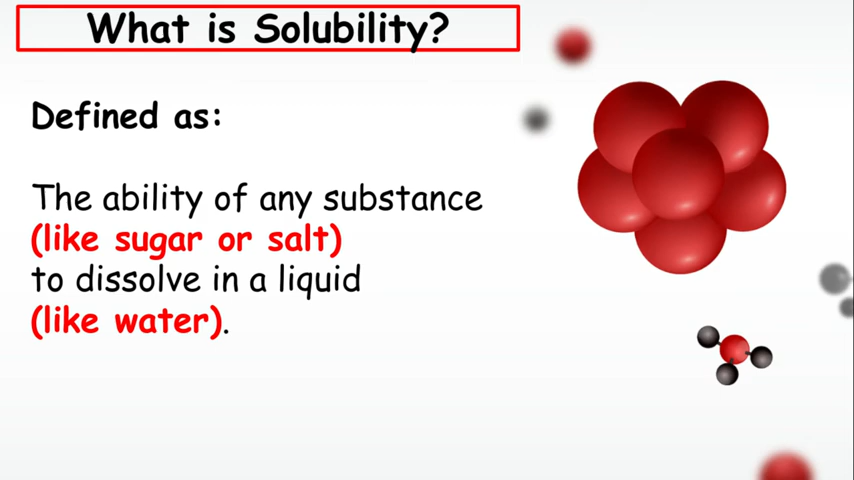 What is Solubility?
Defined as:
The ability of any substance
(like sugar or salt)
to dissolve in a liquid
(like water).